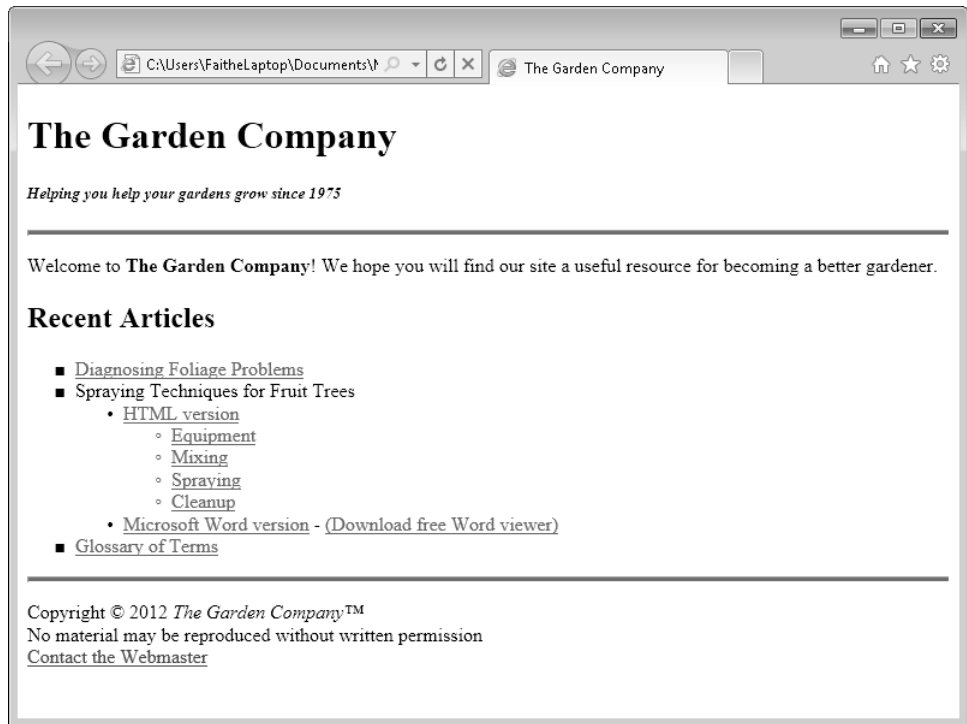 C:\Users\FaitheLaptop\Documents\
The Garden Company
The Garden Company
Helping you help your gardens grow since 1975
Welcome to The Garden Company! We hope you will find our site a useful resource for becoming a better gardener.
Recent Articles
■ Diagnosing Foliage Problems
■ Spraying Techniques for Fruit Trees
• HTML version
◦ Equipment
◦ Mixing
◦ Spraying
◦ Cleanup
• Microsoft Word version - (Download free Word viewer)
■ Glossary of Terms
Copyright © 2012 The Garden Company™
No material may be reproduced without written permission
Contact the Webmaster